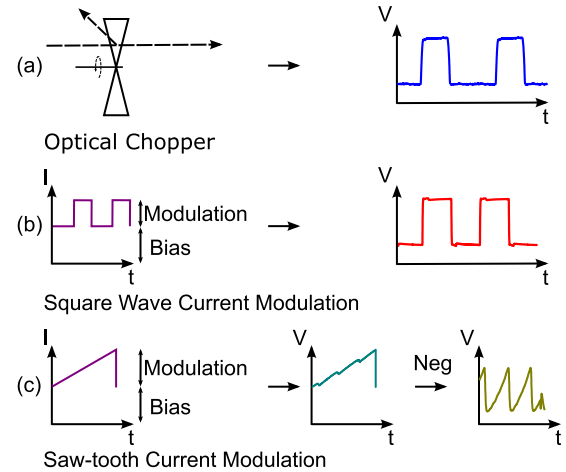 V
(a)
t
Optical Chopper
I
V
(b)
Modulation
Bias
t
t
Square Wave Current Modulation
I
V
V
(c)
Modulation
Neg
Bias
t
t
t
Saw-tooth Current Modulation